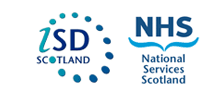 iSD
SCOTLAND
NHS
National
Services
Scotland